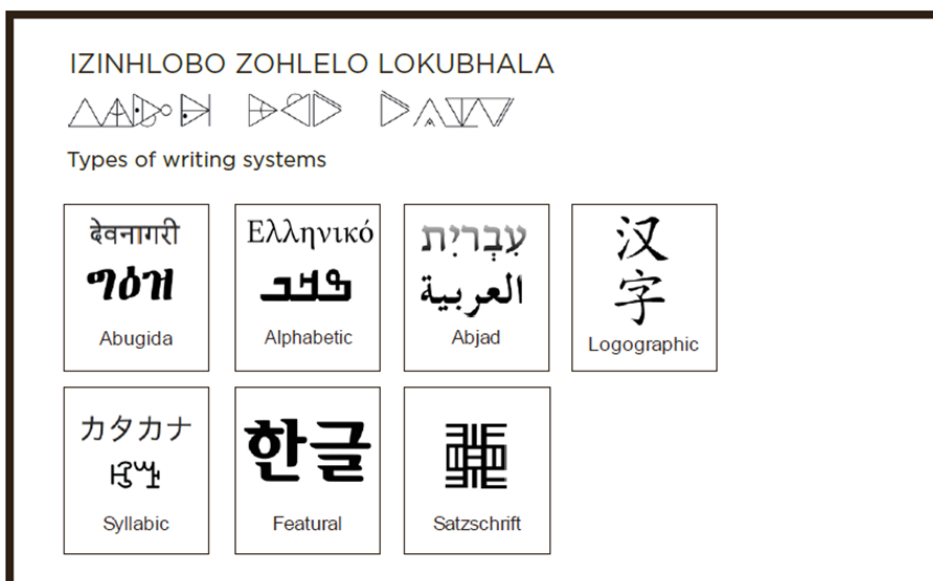 IZINHLOBO ZOHLELO LOKUBHALA
Types of writing systems
देवनागरी
ግዕዝ
Abugida
Ελληνικό
Alphabetic
עִבְרִית
العربية
Abjad
汉
字
Logographic
カタカナ
Syllabic
한글
Featural
Satzschrift